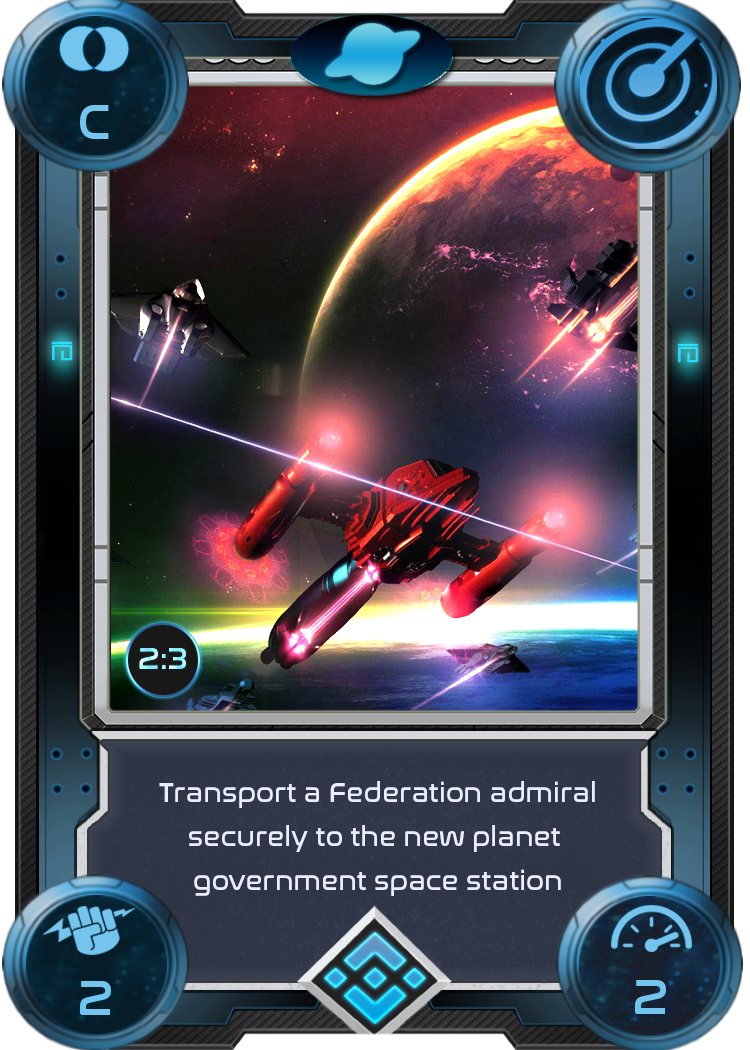 C
2:3
Transport a Federation admiral
securely to the new planet
government space station
2
2